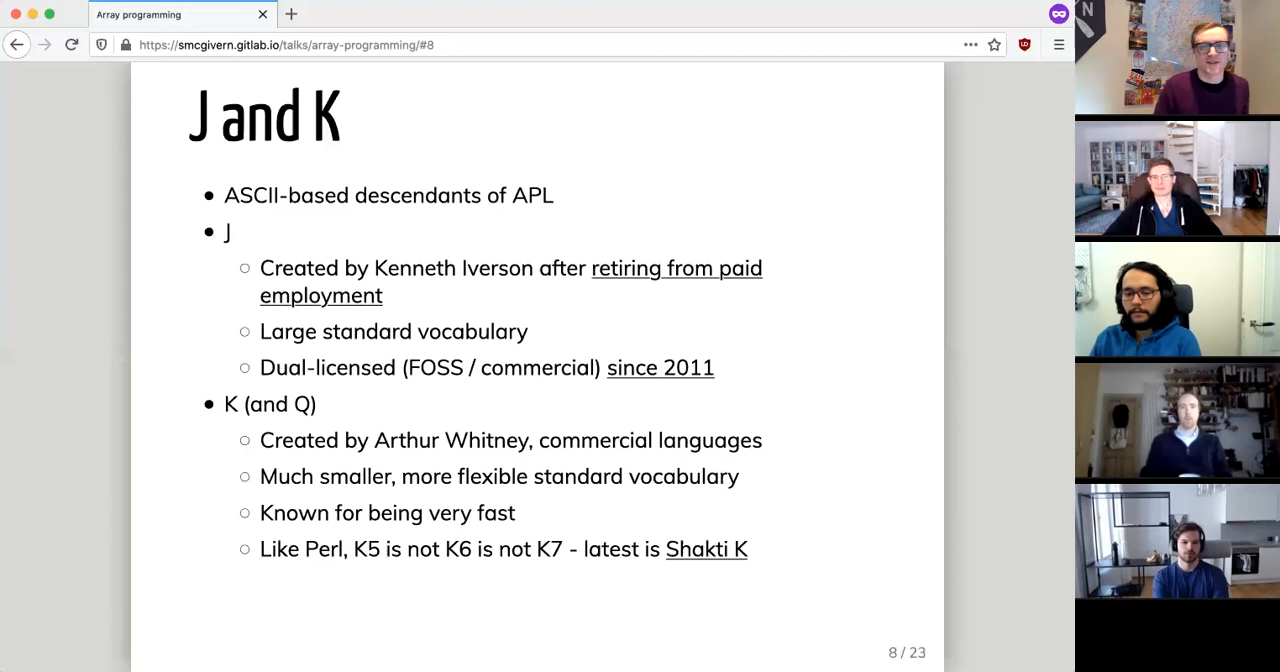 Array programming
https://smcgivern.gitlab.io/talks/array-programming/#8
J and K
ASCII-based descendants of APL
J
Created by Kenneth Iverson after retiring from paid
employment
Large standard vocabulary
Dual-licensed (FOSS / commercial) since 2011
K (and Q)
Created by Arthur Whitney, commercial languages
Much smaller, more flexible standard vocabulary
Known for being very fast
Like Perl, K5 is not K6 is not K7 - latest is Shakti K
8 / 23
N